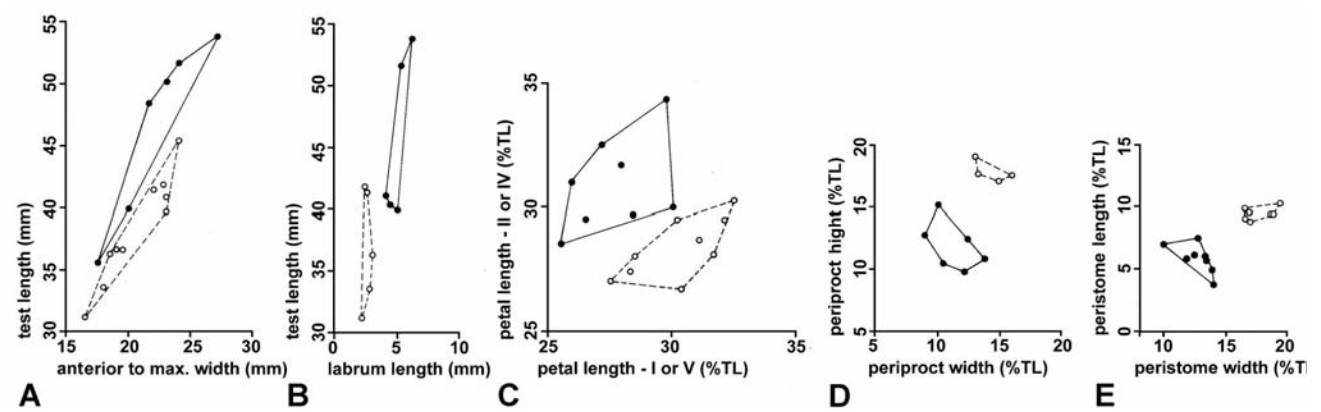 55
50
45
40
35
30
test length (mm)
15
20
25
30
anterior to max. width (mm)
A
55
50
45
40
35
30
test length (mm)
0
5
10
labrum length (mm)
B
35
30
25
petal length - II or IV (%TL)
25
30
35
petal length - I or V (%TL)
C
20
15
10
5
periproct hight (%TL)
5
10
15
20
periproct width (%TL)
D
15
10
5
0
peristome length (%TL)
10
15
20
peristome width (%Tl
E